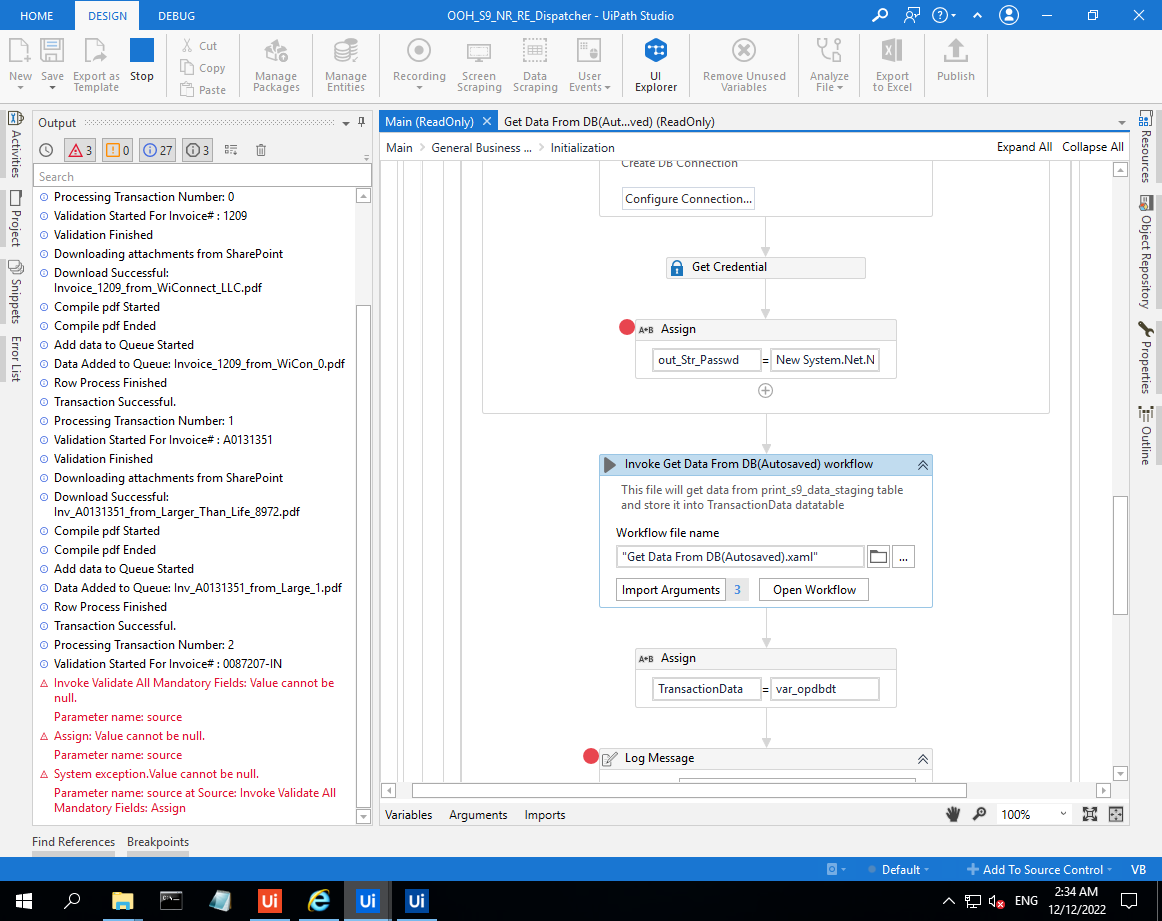 HOME
DESIGN
DEBUG
OOH_S9_NR_RE_Dispatcher - UiPath Studio
New
Save
Export as
Template
Stop
Cut
Copy
Paste
Manage
Packages
Manage
Entities
Recording
Screen
Scraping
Data
Scraping
User
Events
UI
Explorer
Remove Unused
Variables
Analyze
File
Export
to Excel
Publish
Activities
Project
Snippets
Error List
Output
3
0
27
3
Search
Processing Transaction Number: 0
Validation Started For Invoice# : 1209
Validation Finished
Downloading attachments from SharePoint
Download Successful:
Invoice_1209_from_WiConnect_LLC.pdf
Compile pdf Started
Compile pdf Ended
Add data to Queue Started
Data Added to Queue: Invoice_1209_from_WiCon_0.pdf
Row Process Finished
Transaction Successful.
Processing Transaction Number: 1
Validation Started For Invoice# : A0131351
Validation Finished
Downloading attachments from SharePoint
Download Successful:
Inv_A0131351_from_Larger_Than_Life_8972.pdf
Compile pdf Started
Compile pdf Ended
Add data to Queue Started
Data Added to Queue: Inv_A0131351_from_Large_1.pdf
Row Process Finished
Transaction Successful.
Processing Transaction Number: 2
Validation Started For Invoice# : 0087207-IN
Invoke Validate All Mandatory Fields: Value cannot be
null.
Parameter name: source
Assign: Value cannot be null.
Parameter name: source
System exception.Value cannot be null.
Parameter name: source at Source: Invoke Validate All
Mandatory Fields: Assign
Find References
Breakpoints
Main (ReadOnly)
Get Data From DB(Aut...ved) (ReadOnly)
Main
General Business ...
Initialization
Expand All
Collapse All
Create DB Connection
Configure Connection...
Get Credential
A+B Assign
out_Str_Passwd
=
New System.Net.N
Invoke Get Data From DB(Autosaved) workflow
This file will get data from print_s9_data_staging table
and store it into TransactionData datatable
Workflow file name
"Get Data From DB(Autosaved).xaml"
...
Import Arguments
3
Open Workflow
A+B Assign
TransactionData
=
var_opdbdt
Log Message
Variables
Arguments
Imports
100%
Resources
Object Repository
Properties
Outline
Default
Add To Source Control
VB
Ui
Ui
Ui
ENG
2:34 AM
12/12/2022